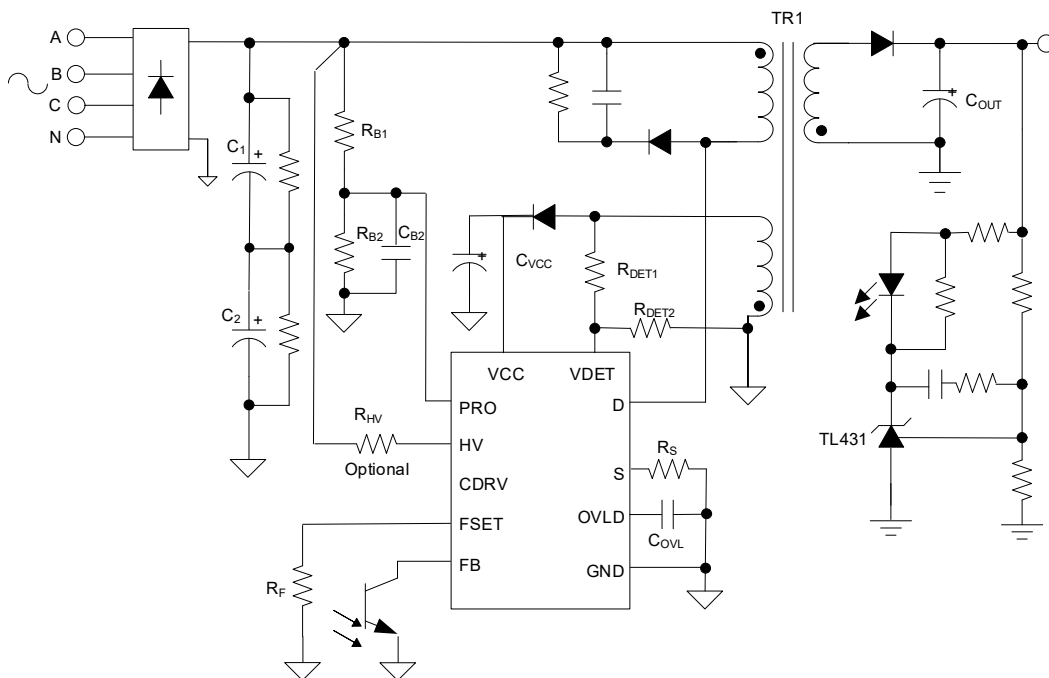 TR1
A
B
C
N
C1
C2
RB1
RB2
CB2
CVCC
RDET1
RDET2
COUT
VCC
VDET
PRO
HV
CDRV
FSET
FB
D
S
OVLD
GND
RHV
Optional
RS
COVL
RF
TL431
+
+
+
+